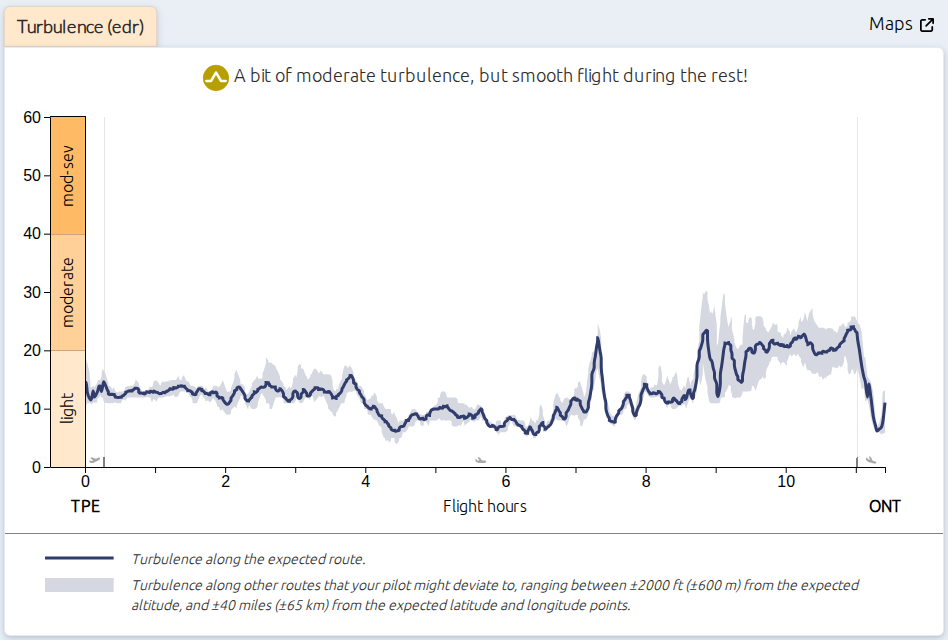 Turbulence (edr)
Maps
A bit of moderate turbulence, but smooth flight during the rest!
60
50
40
30
20
10
0
mod-sev
moderate
light
0
2
4
6
8
10
TPE
Flight hours
ONT
Turbulence along the expected route.
Turbulence along other routes that your pilot might deviate to, ranging between ±2000 ft (±600 m) from the expected
altitude, and ±40 miles (±65 km) from the expected latitude and longitude points.